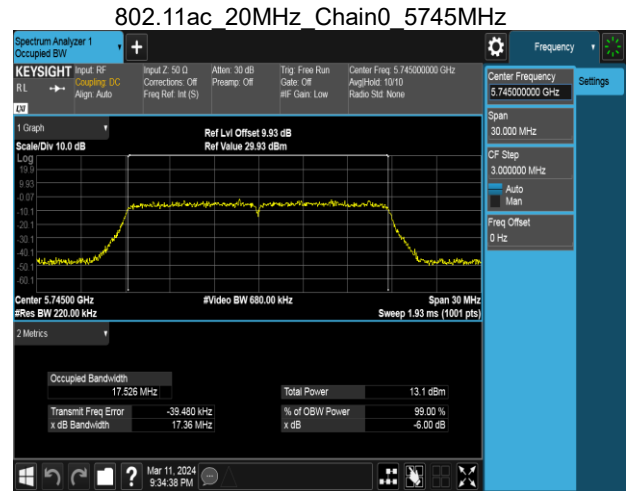 802.11ac_20MHz_Chain0_5745MHz
Spectrum Analyzer 1
Occupied BW
Frequency
KEYSIGHT
RL
LXI
Input: RF
Coupling: DC
Align: Auto
Input Z: 50 Ω
Corrections: Off
Freq Ref: Int (S)
Atten: 30 dB
Preamp: Off
Trig: Free Run
Gate: Off
#IF Gain: Low
Center Freq: 5.745000000 GHz
Avg|Hold: 10/10
Radio Std: None
Center Frequency
5.745000000 GHz
Settings
Span
30.000 MHz
CF Step
3.000000 MHz
Auto
Man
Freq Offset
0 Hz
1 Graph
Scale/Div 10.0 dB
Ref Lvl Offset 9.93 dB
Ref Value 29.93 dBm
Log
19.9
9.93
-0.07
-10.1
-20.1
-30.1
-40.1
-50.1
-60.1
Center 5.74500 GHz
#Res BW 220.00 kHz
#Video BW 680.00 kHz
Span 30 MHz
Sweep 1.93 ms (1001 pts)
2 Metrics
Occupied Bandwidth
17.526 MHz
Total Power 13.1 dBm
Transmit Freq Error -39.480 kHz
% of OBW Power 99.00 %
x dB Bandwidth 17.36 MHz
x dB -6.00 dB
?
Mar 11, 2024
9:34:38 PM